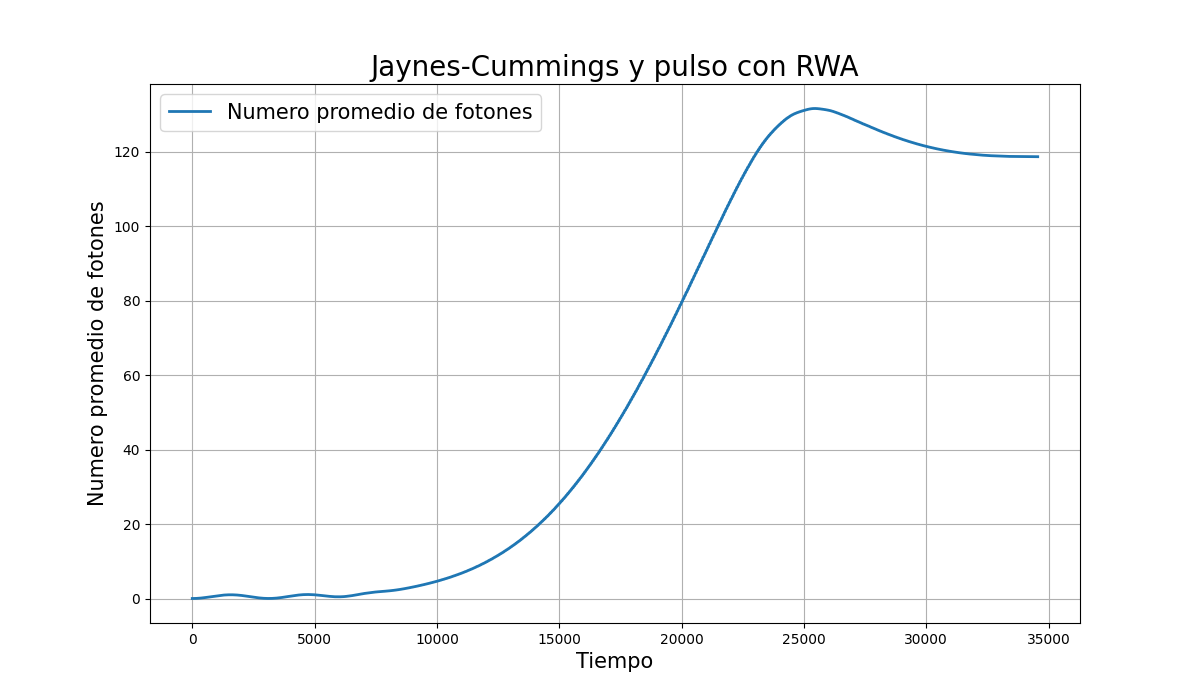 Jaynes-Cummings y pulso con RWA
Numero promedio de fotones
Numero promedio de fotones
120
100
80
60
40
20
0
0 5000 10000 15000 20000 25000 30000 35000
Tiempo